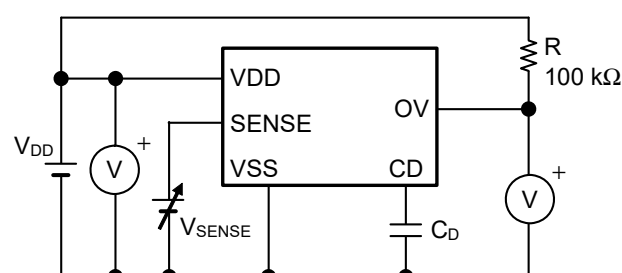 R
100 kΩ
VDD
OV
SENSE
VDD
+
V
VSS
CD
+
V
VSENSE
CD